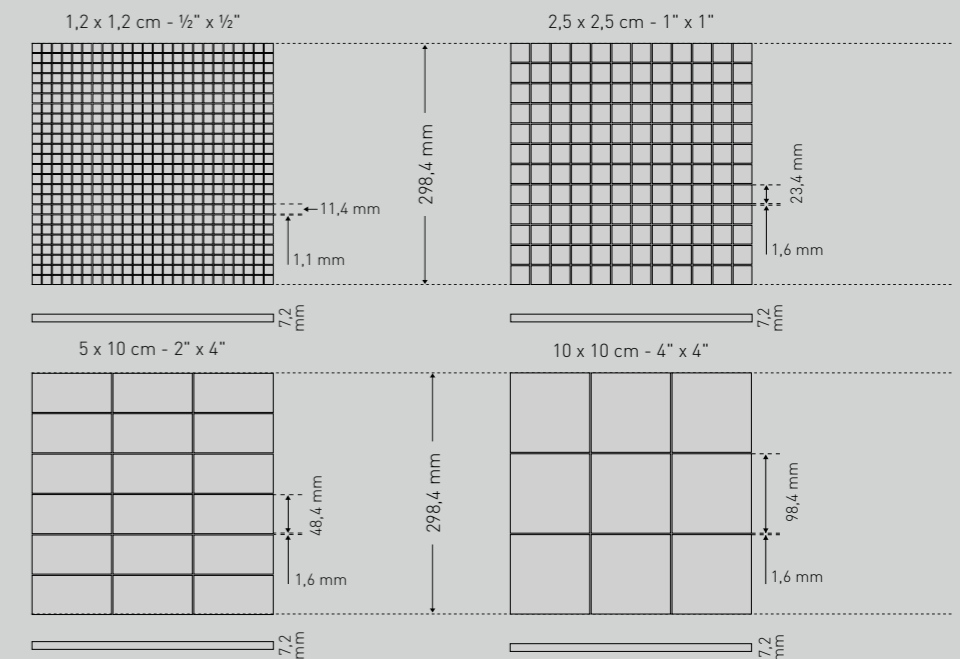 1,2 x 1,2 cm - ½" x ½"
298,4 mm
11,4 mm
1,1 mm
7,2 mm
2,5 x 2,5 cm - 1" x 1"
23,4 mm
1,6 mm
7,2 mm
5 x 10 cm - 2" x 4"
298,4 mm
48,4 mm
1,6 mm
7,2 mm
10 x 10 cm - 4" x 4"
98,4 mm
1,6 mm
7,2 mm